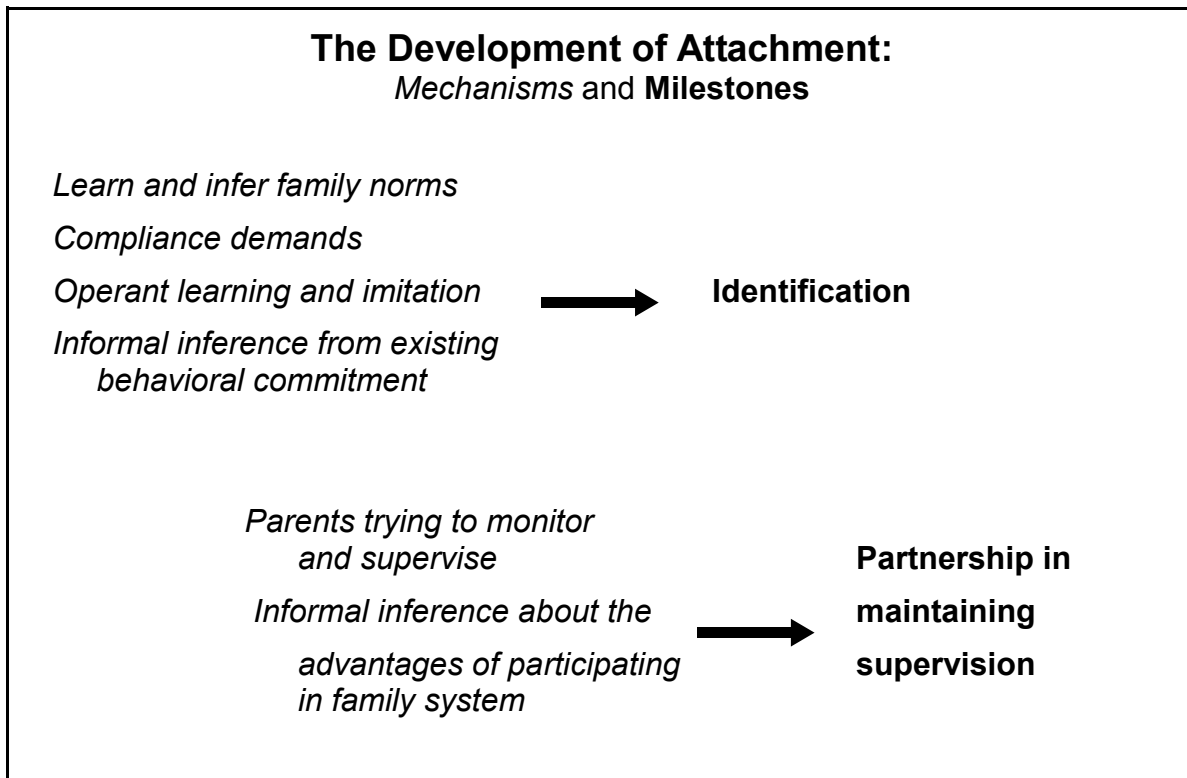 The Development of Attachment:
Mechanisms and Milestones
Learn and infer family norms
Compliance demands
Operant learning and imitation
Identification
Informal inference from existing
behavioral commitment
Parents trying to monitor
and supervise
Informal inference about the
advantages of participating
in family system
Partnership in
maintaining
supervision